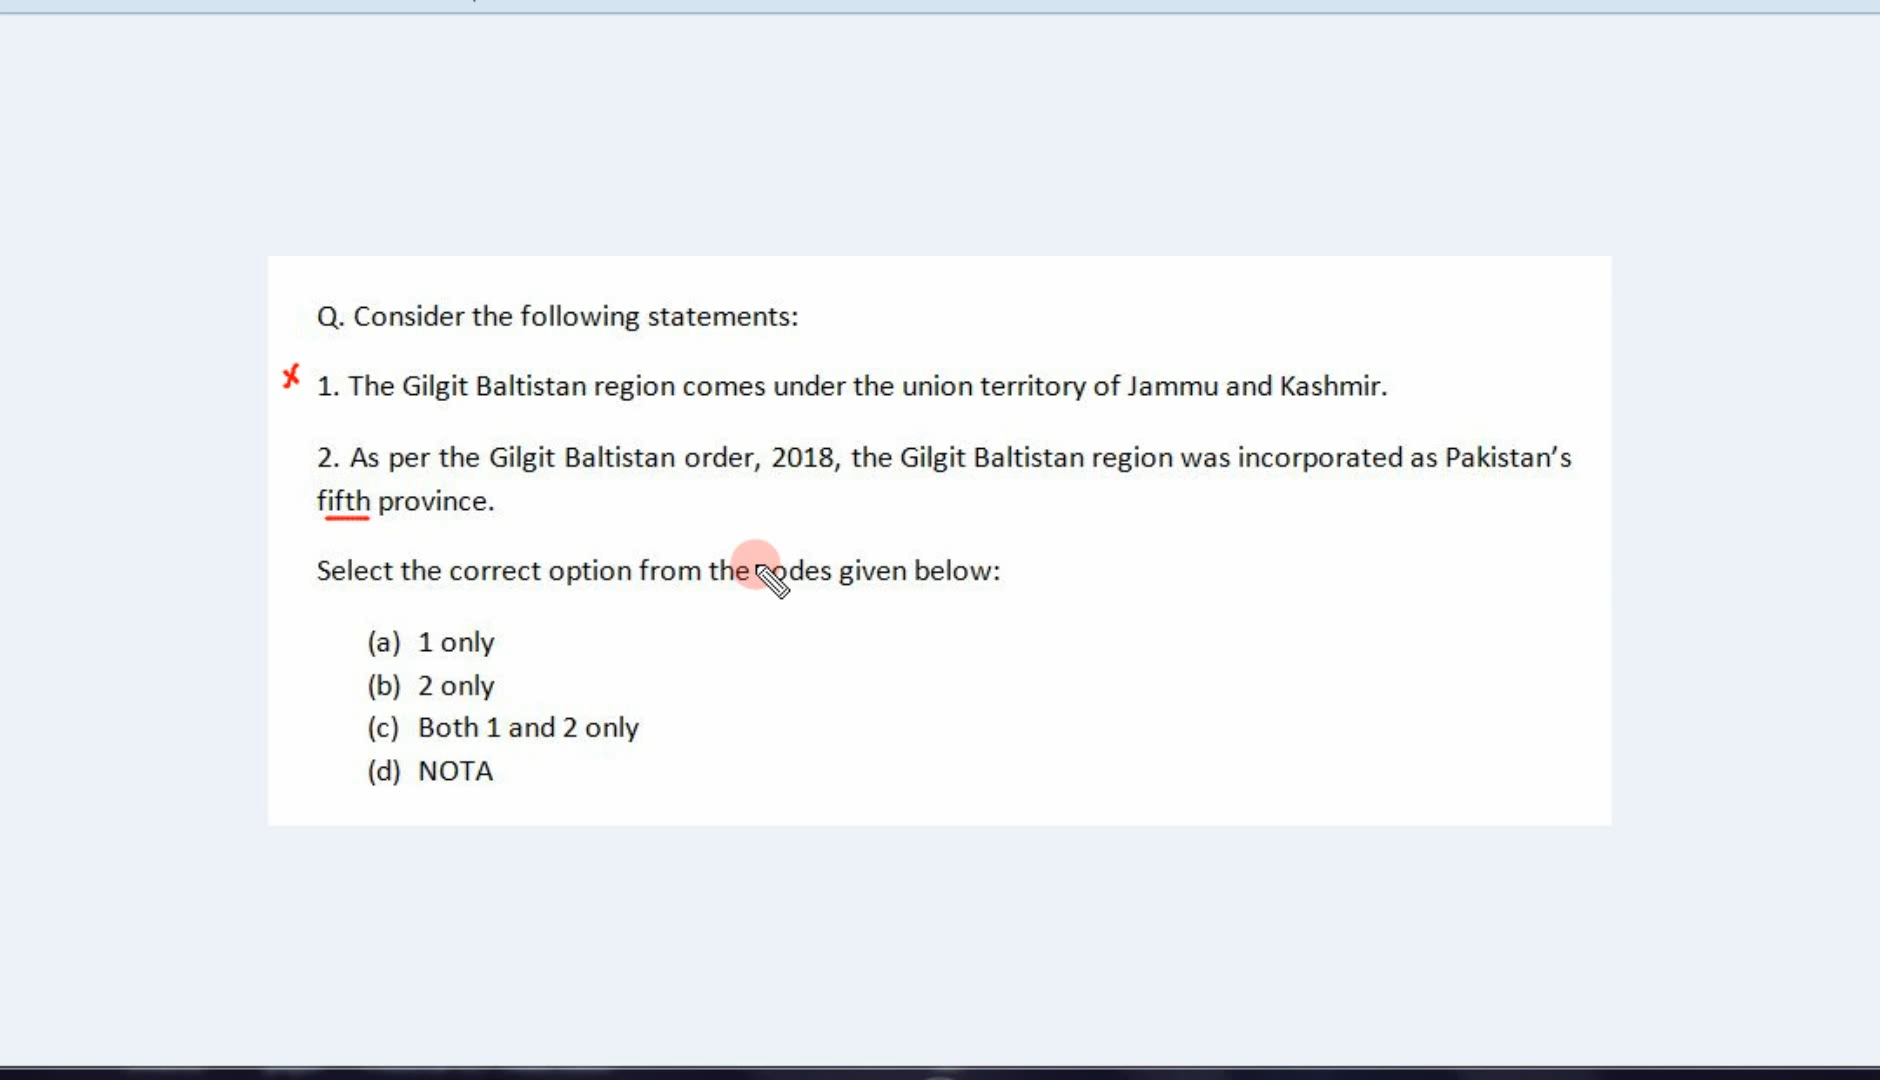 Q. Consider the following statements:
1. The Gilgit Baltistan region comes under the union territory of Jammu and Kashmir.
2. As per the Gilgit Baltistan order, 2018, the Gilgit Baltistan region was incorporated as Pakistan's
fifth province.
Select the correct option from the codes given below:
(a) 1 only
(b) 2 only
(c) Both 1 and 2 only
(d) NOTA